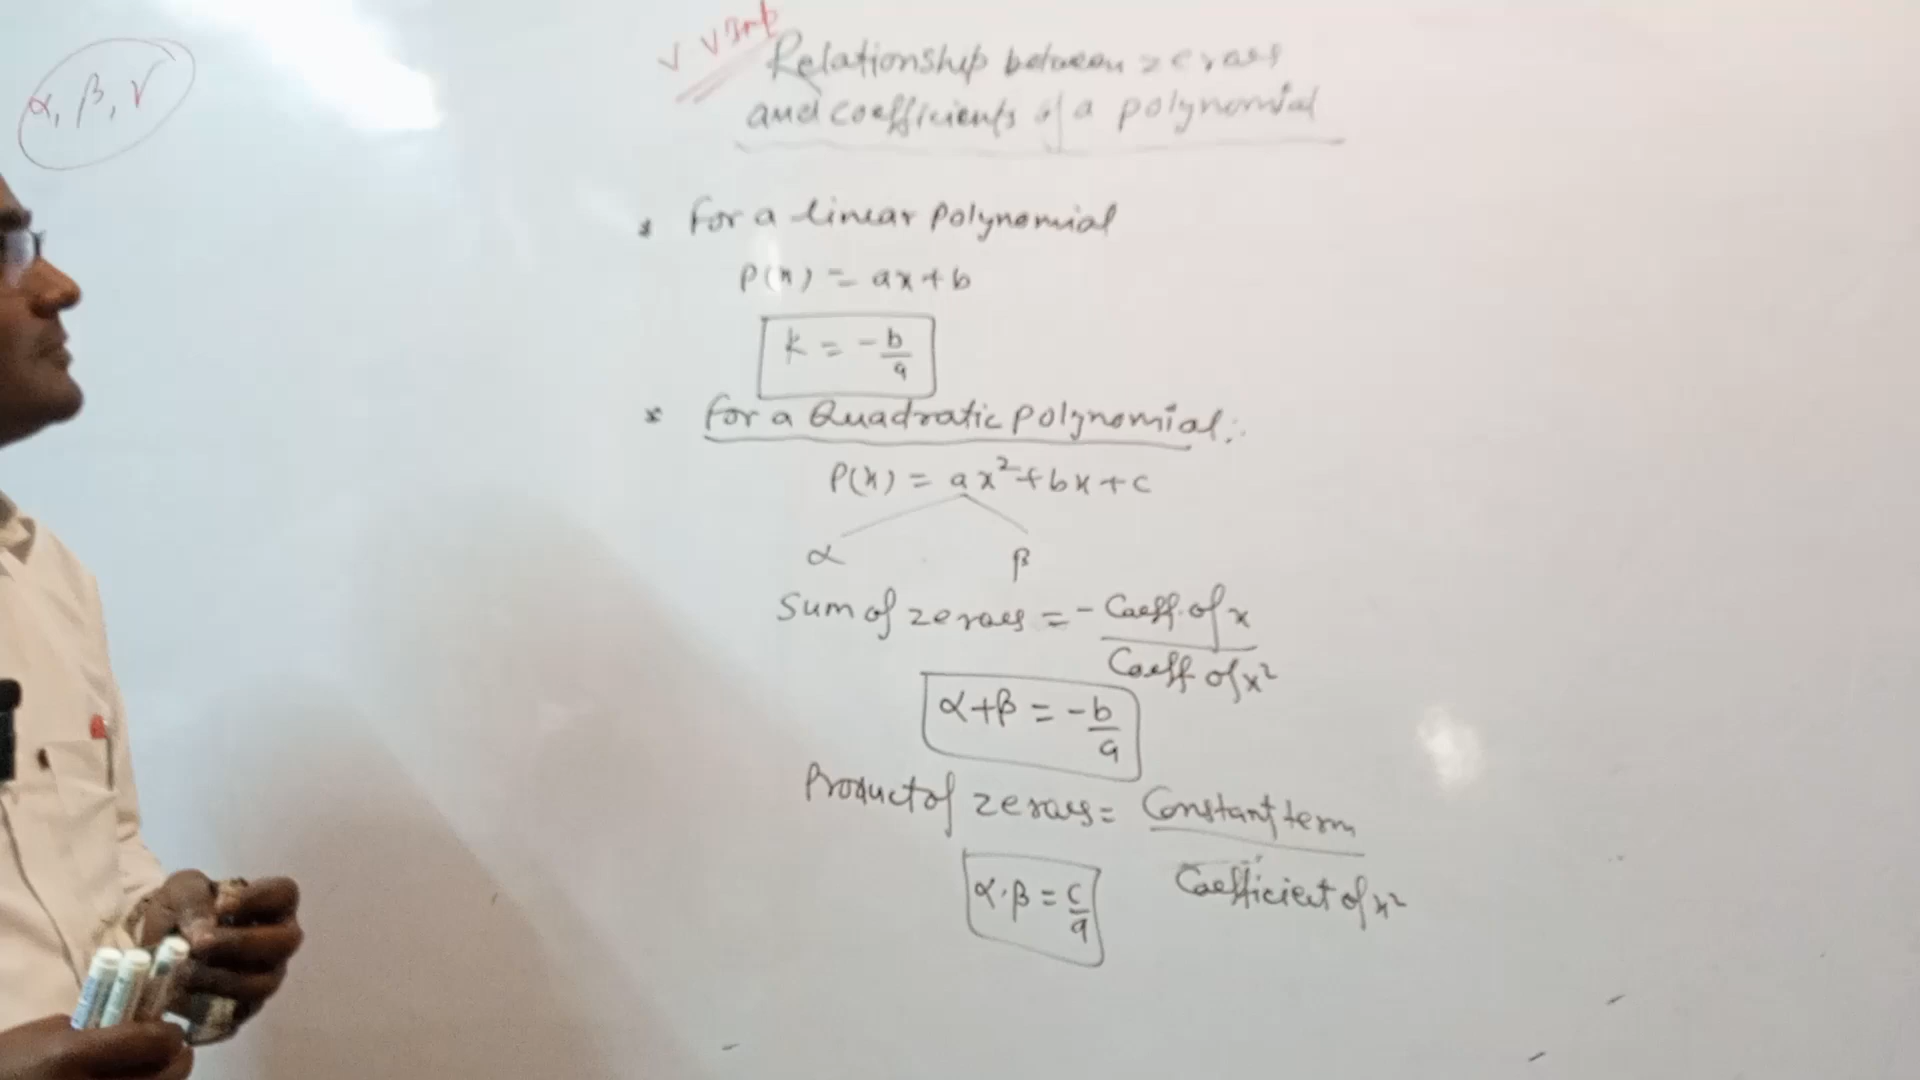 α, β, γ
√ √ Imp
Relationship between zeroes
and coefficients of a polynomial
* For a linear polynomial
P(x) = ax+b
k = -b/a
* For a Quadratic polynomial:
P(x) = ax²+bx+c
α β
Sum of zeroes = - Coeff. of x / Coeff of x²
α+β = -b/a
Product of zeroes = Constant term / Coefficient of x²
α·β = c/a